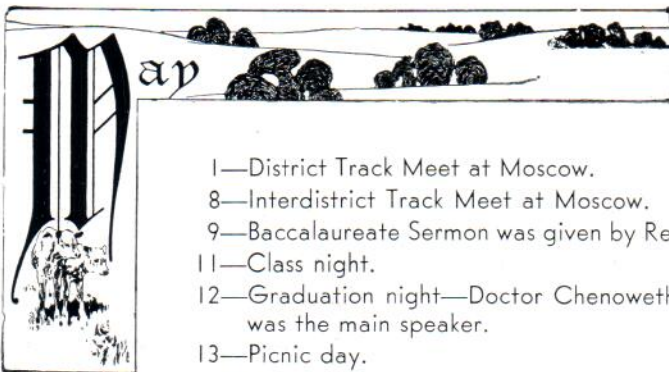 May
1—District Track Meet at Moscow.
8—Interdistrict Track Meet at Moscow.
9—Baccalaureate Sermon was given by Re
11—Class night.
12—Graduation night—Doctor Chenoweth
was the main speaker.
13—Picnic day.